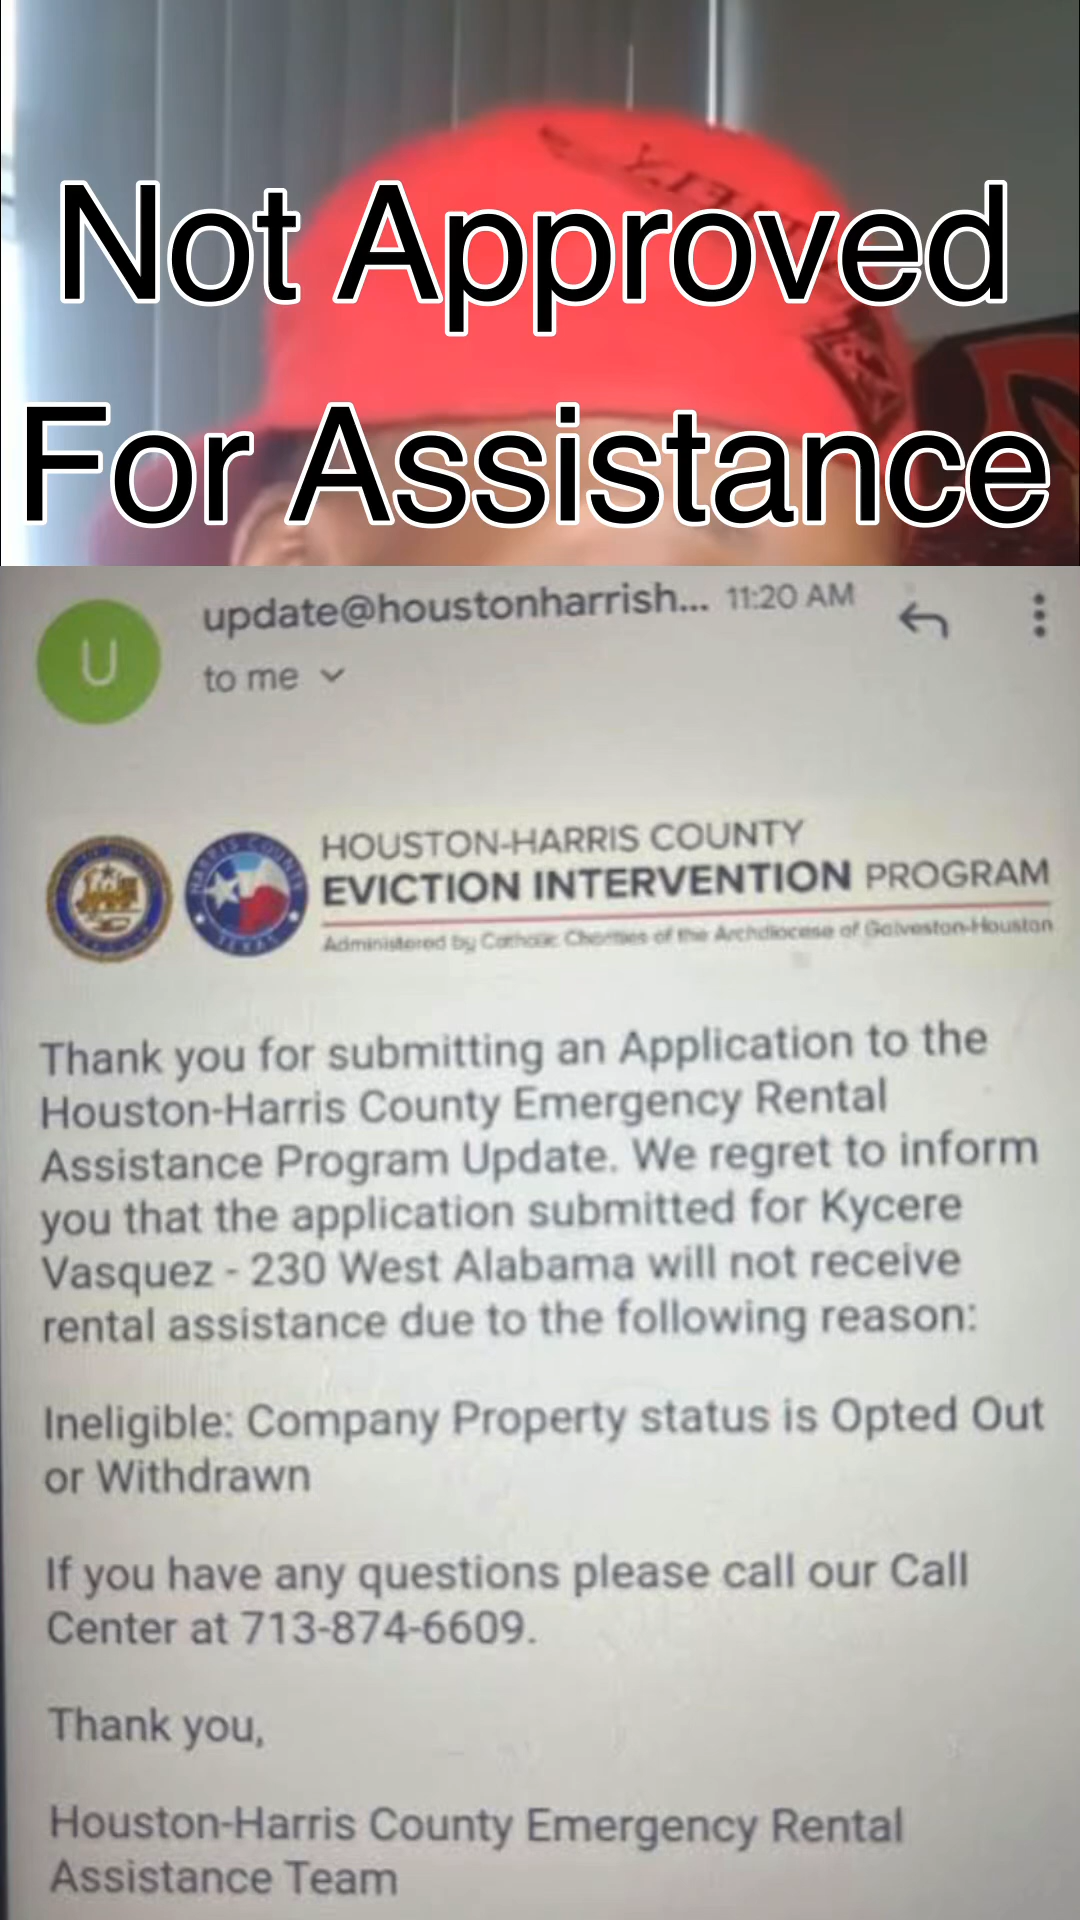 Not Approved
For Assistance
U
update@houstonharrish... 11:20 AM
to me
HOUSTON-HARRIS COUNTY
EVICTION INTERVENTION PROGRAM
Administered by Catholic Charities of the Archdiocese of Galveston-Houston
HARRIS COUNTY
TEXAS
Thank you for submitting an Application to the
Houston-Harris County Emergency Rental
Assistance Program Update. We regret to inform
you that the application submitted for Kycere
Vasquez - 230 West Alabama will not receive
rental assistance due to the following reason:
Ineligible: Company Property status is Opted Out
or Withdrawn
If you have any questions please call our Call
Center at 713-874-6609.
Thank you,
Houston-Harris County Emergency Rental
Assistance Team